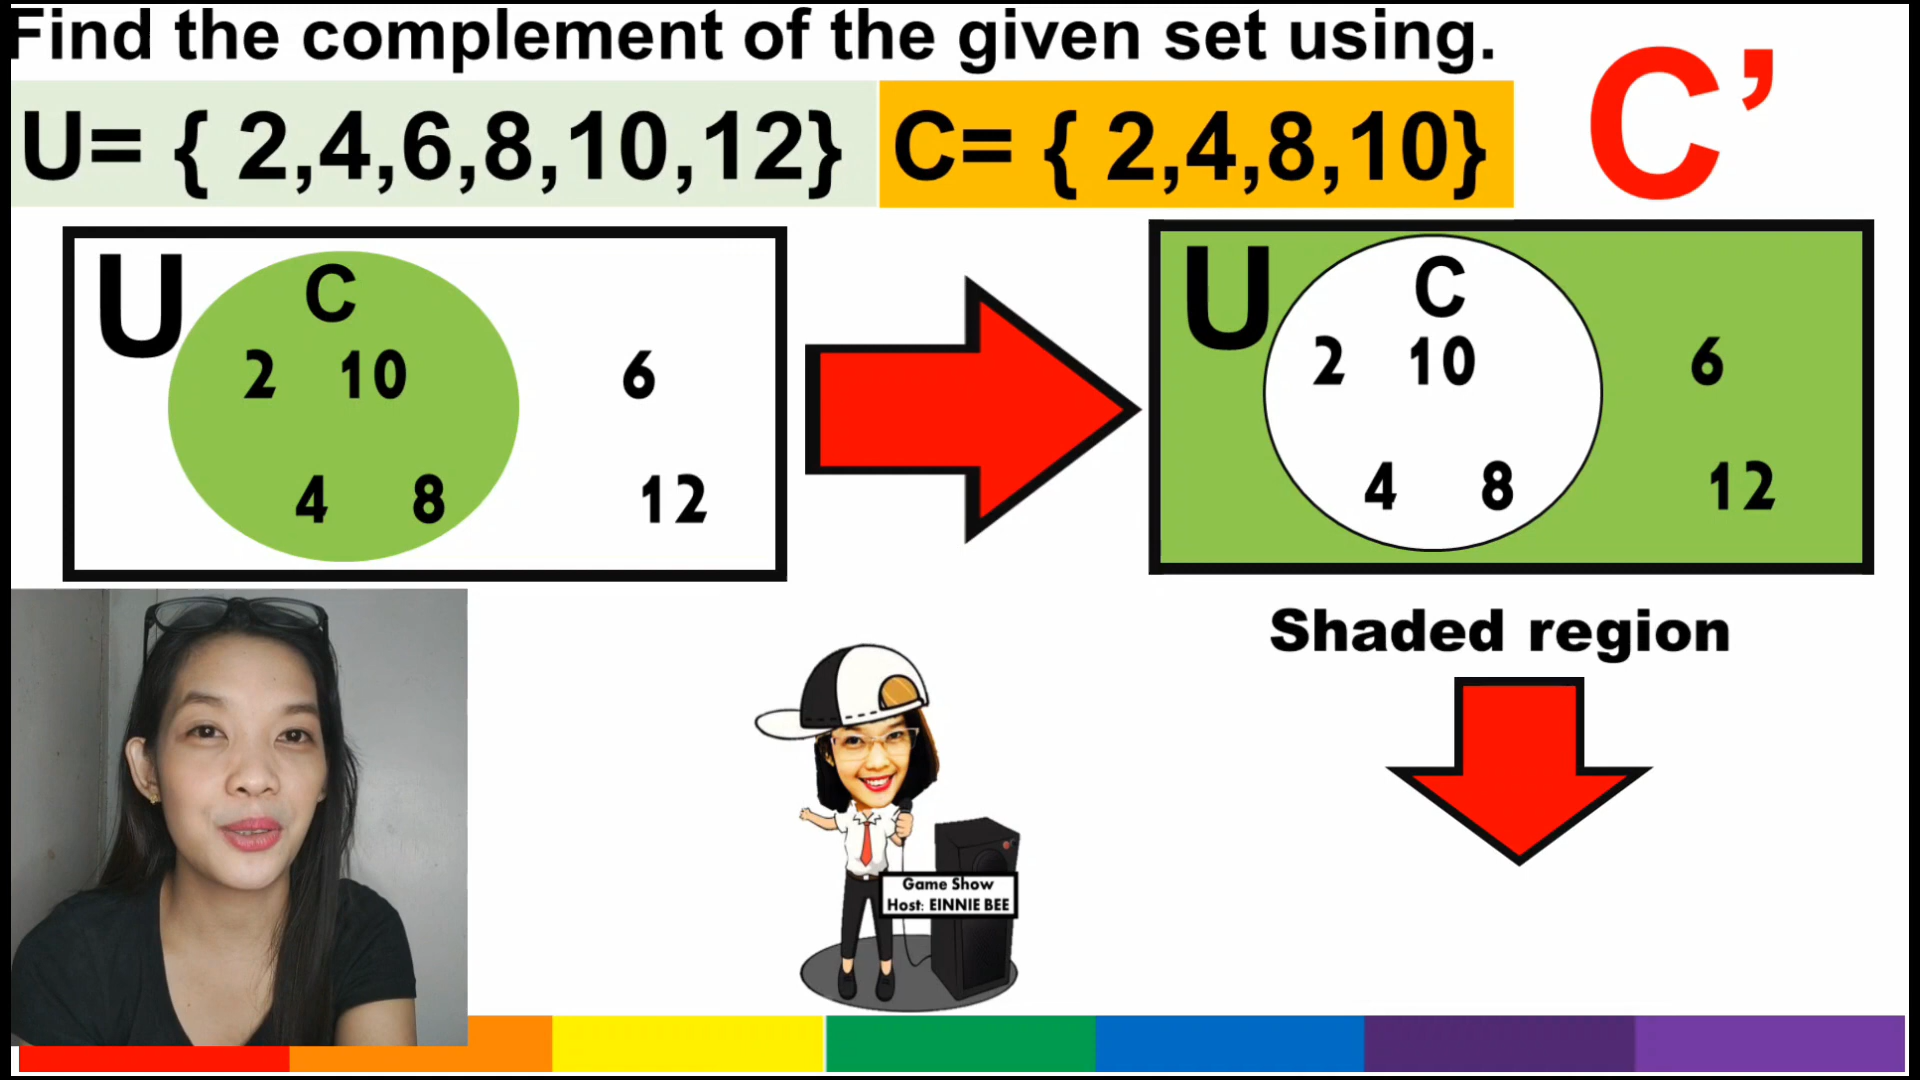 Find the complement of the given set using.
U= { 2,4,6,8,10,12}
C= { 2,4,8,10}
C’
U
C
2 10
6
4 8
12
U
C
2 10
6
4 8
12
Shaded region
Game Show
Host: EINNIE BEE